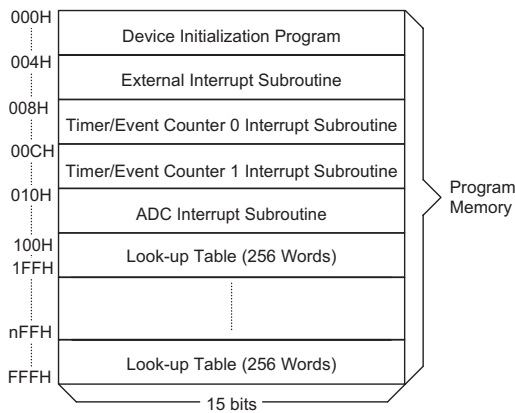 000H
Device Initialization Program
004H
External Interrupt Subroutine
008H
Timer/Event Counter 0 Interrupt Subroutine
00CH
Timer/Event Counter 1 Interrupt Subroutine
010H
ADC Interrupt Subroutine
100H
Look-up Table (256 Words)
1FFH
Program
Memory
nFFH
Look-up Table (256 Words)
FFFH
15 bits